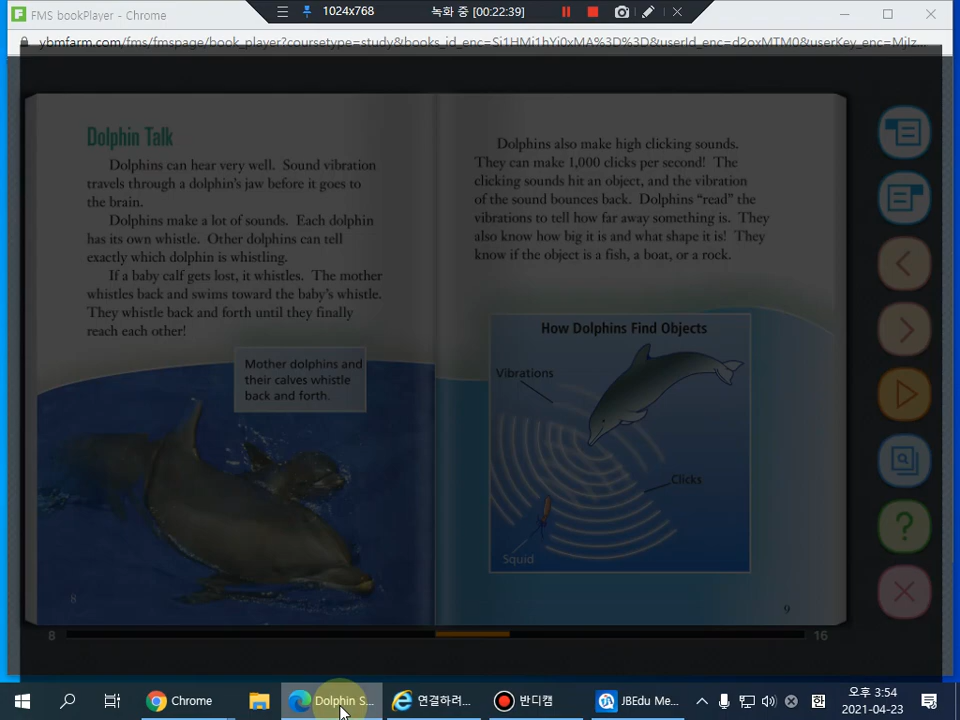 1024x768
녹화 중 [00:22:39]
FMS bookPlayer - Chrome
Dolphin Talk
Dolphins can hear very well. Sound vibration
travels through a dolphin's jaw before it goes to
the brain.
Dolphins make a lot of sounds. Each dolphin
has its own whistle. Other dolphins can tell
exactly which dolphin is whistling.
If a baby calf gets lost, it whistles. The mother
whistles back and swims toward the baby's whistle.
They whistle back and forth until they finally
reach each other!
Mother dolphins and
their calves whistle
back and forth.
8
Dolphins also make high clicking sounds.
They can make 1,000 clicks per second! The
clicking sounds hit an object, and the vibration
of the sound bounces back. Dolphins “read” the
vibrations to tell how far away something is. They
also know how big it is and what shape it is! They
know if the object is a fish, a boat, or a rock.
How Dolphins Find Objects
Vibrations
Clicks
Squid
9
8
16
Chrome
Dolphin S...
연결하려...
반디캠
JBEdu Me...
한
오후 3:54
2021-04-23